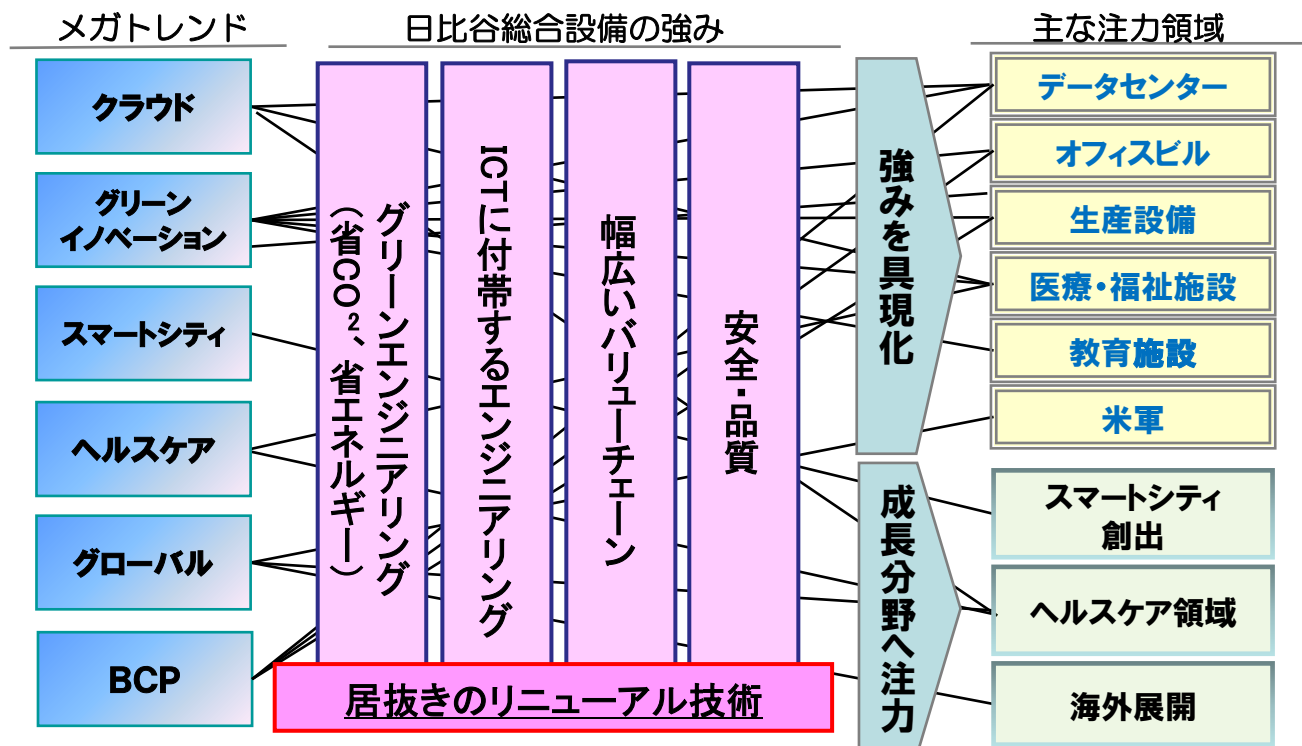 メガトレンド
日比谷総合設備の強み
主な注力領域
クラウド
グリーン
イノベーション
スマートシティ
ヘルスケア
グローバル
BCP
グリーンエンジニアリング
（省CO2、省エネルギー）
ICTに付帯するエンジニアリング
幅広いバリューチェーン
安全・品質
居抜きのリニューアル技術
強みを具現化
成長分野へ注力
データセンター
オフィスビル
生産設備
医療・福祉施設
教育施設
米軍
スマートシティ
創出
ヘルスケア領域
海外展開